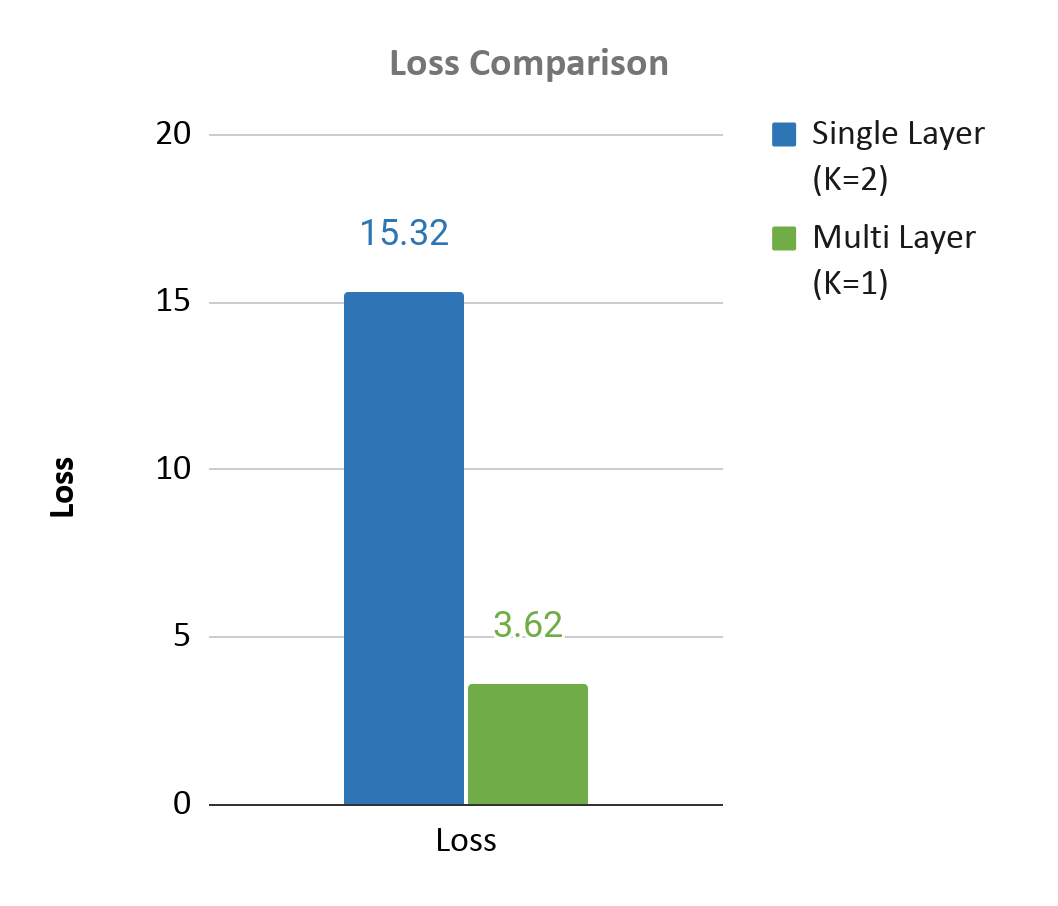 Loss Comparison
20
15
10
5
0
Loss
15.32
3.62
Loss
Single Layer
(K=2)
Multi Layer
(K=1)